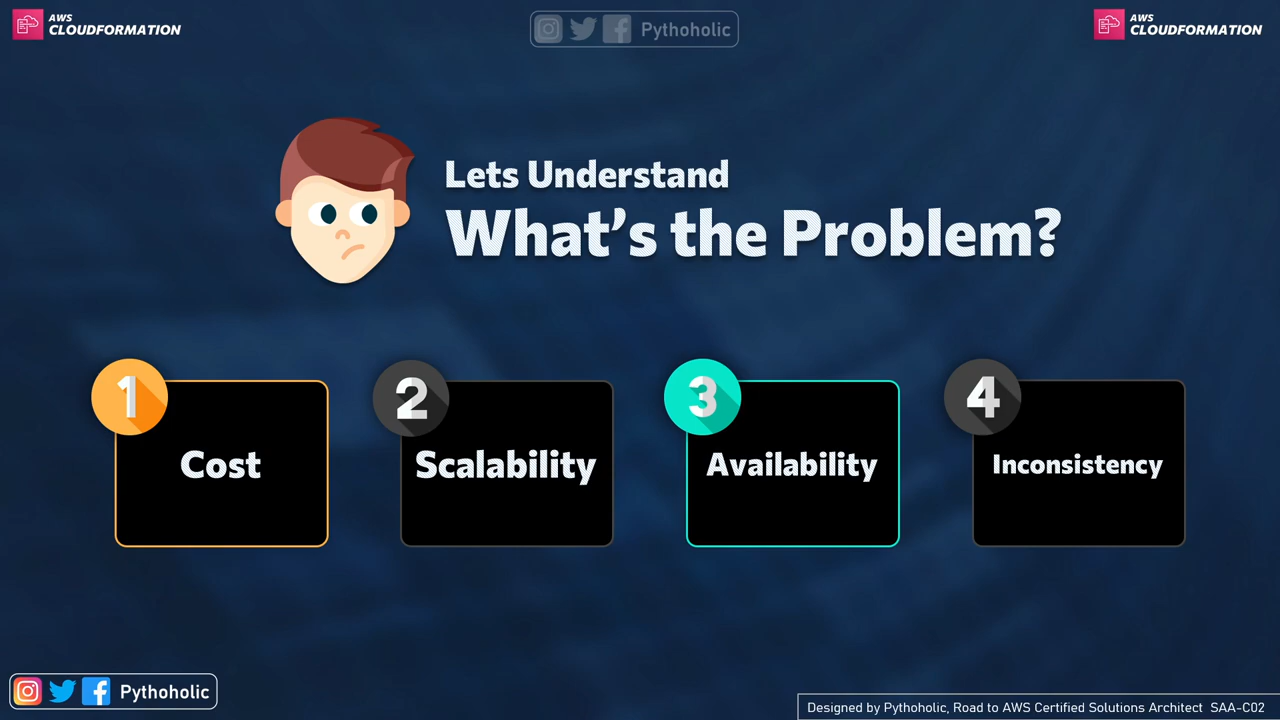 AWS
CLOUDFORMATION
Pythoholic
AWS
CLOUDFORMATION
Lets Understand
What's the Problem?
1
Cost
2
Scalability
3
Availability
4
Inconsistency
Pythoholic
Designed by Pythoholic, Road to AWS Certified Solutions Architect SAA-C02